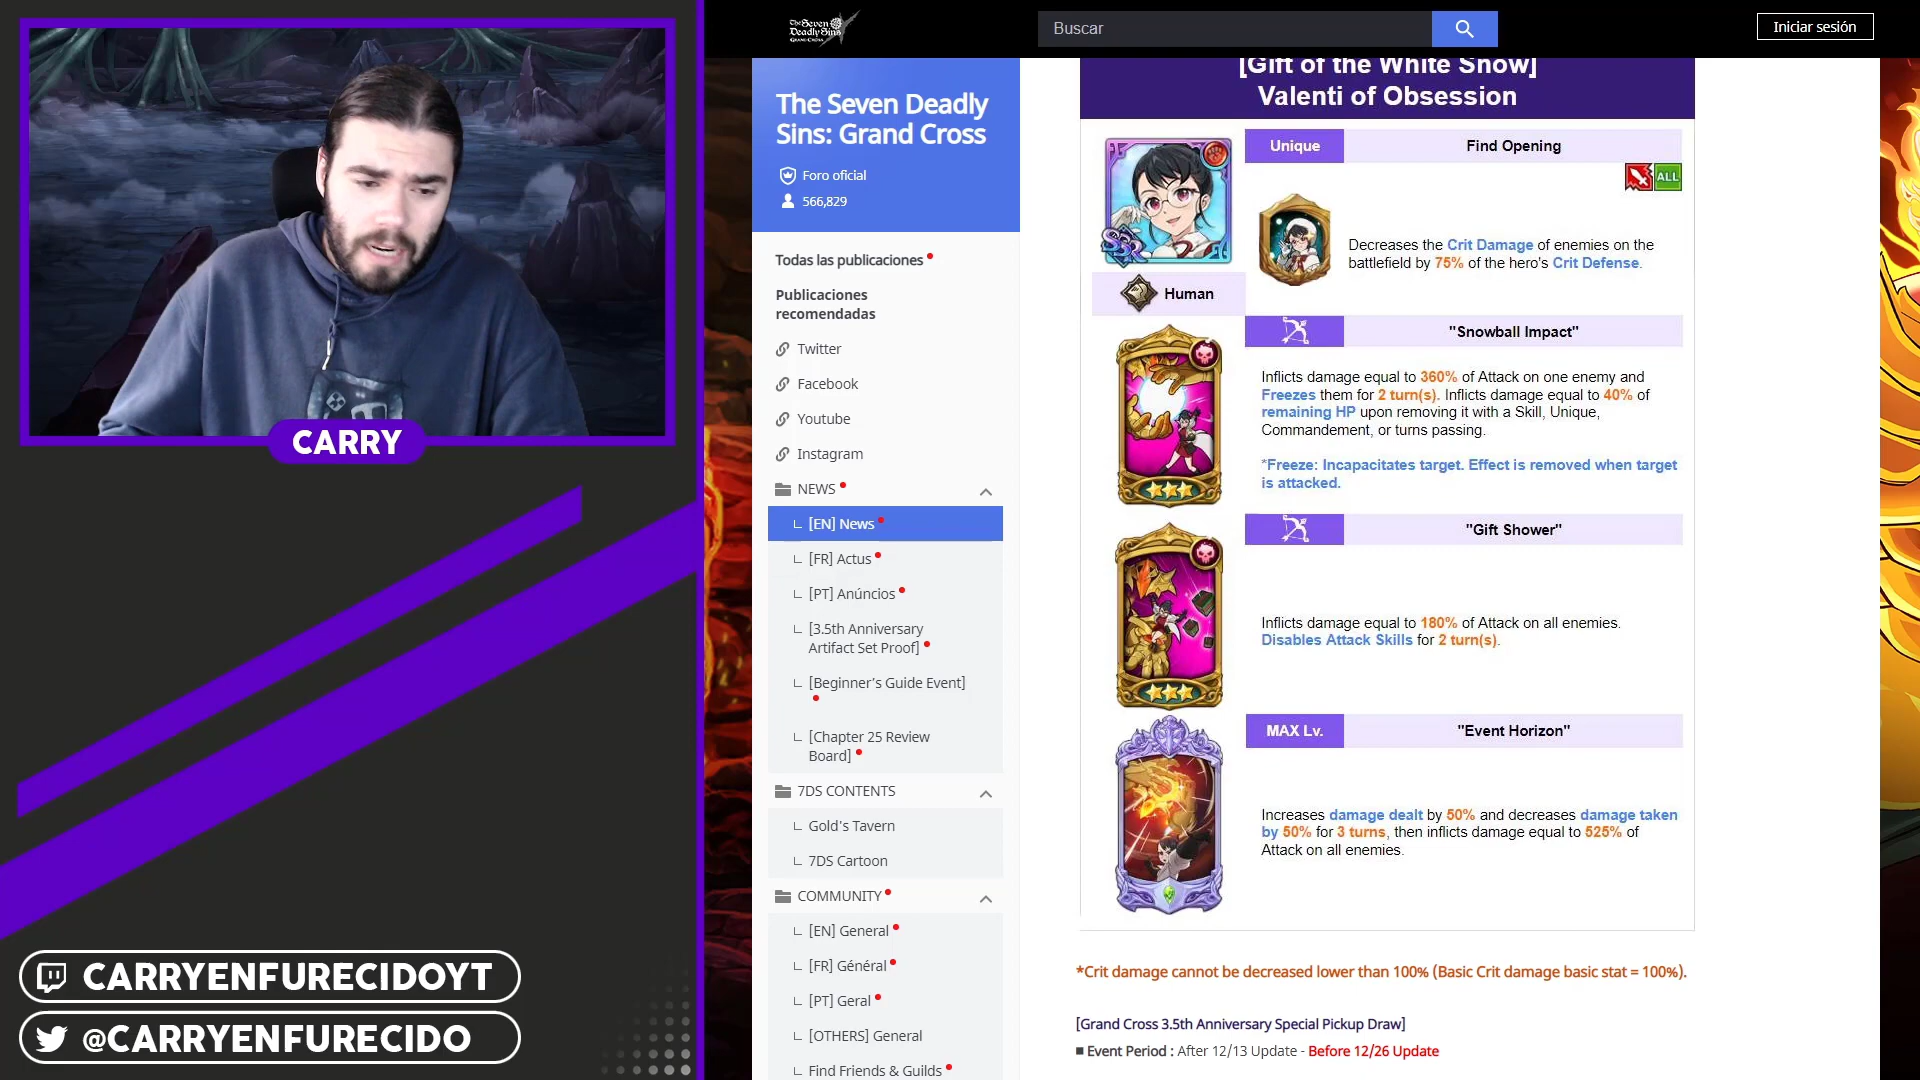 The Seven
Deadly Sins
GRAND CROSS
Buscar
Iniciar sesión
CARRY
CARRYENFURECIDOYT
@CARRYENFURECIDO
The Seven Deadly
Sins: Grand Cross
Foro oficial
566,829
Todas las publicaciones
Publicaciones
recomendadas
Twitter
Facebook
Youtube
Instagram
NEWS
[EN] News
[FR] Actus
[PT] Anúncios
[3.5th Anniversary
Artifact Set Proof]
[Beginner's Guide Event]
[Chapter 25 Review
Board]
7DS CONTENTS
Gold's Tavern
7DS Cartoon
COMMUNITY
[EN] General
[FR] Général
[PT] Geral
[OTHERS] General
Find Friends & Guilds
[Gift of the White Snow]
Valenti of Obsession
SSR
Human
Unique
Find Opening
ALL
Decreases the Crit Damage of enemies on the
battlefield by 75% of the hero's Crit Defense.
"Snowball Impact"
Inflicts damage equal to 360% of Attack on one enemy and
Freezes them for 2 turn(s). Inflicts damage equal to 40% of
remaining HP upon removing it with a Skill, Unique,
Commandement, or turns passing.
*Freeze: Incapacitates target. Effect is removed when target
is attacked.
"Gift Shower"
Inflicts damage equal to 180% of Attack on all enemies.
Disables Attack Skills for 2 turn(s).
MAX Lv.
"Event Horizon"
Increases damage dealt by 50% and decreases damage taken
by 50% for 3 turns, then inflicts damage equal to 525% of
Attack on all enemies.
*Crit damage cannot be decreased lower than 100% (Basic Crit damage basic stat = 100%).
[Grand Cross 3.5th Anniversary Special Pickup Draw]
■ Event Period : After 12/13 Update - Before 12/26 Update